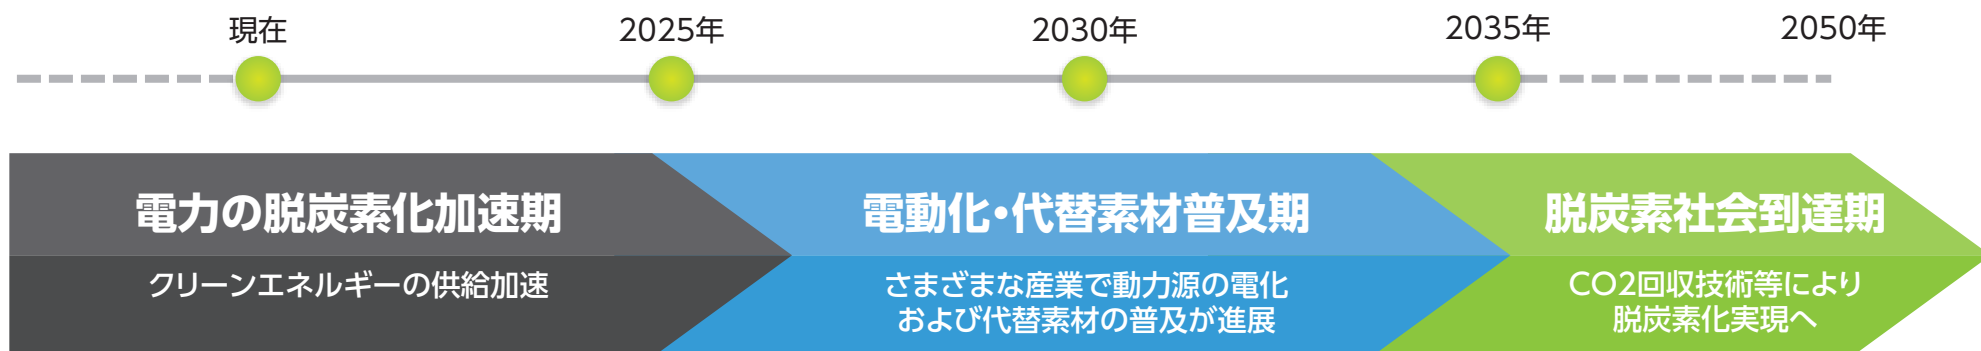 現在
2025年
2030年
2035年
2050年
電力の脱炭素化加速期
電動化・代替素材普及期
脱炭素社会到達期
クリーンエネルギーの供給加速
さまざまな産業で動力源の電化
および代替素材の普及が進展
CO2回収技術等により
脱炭素化実現へ